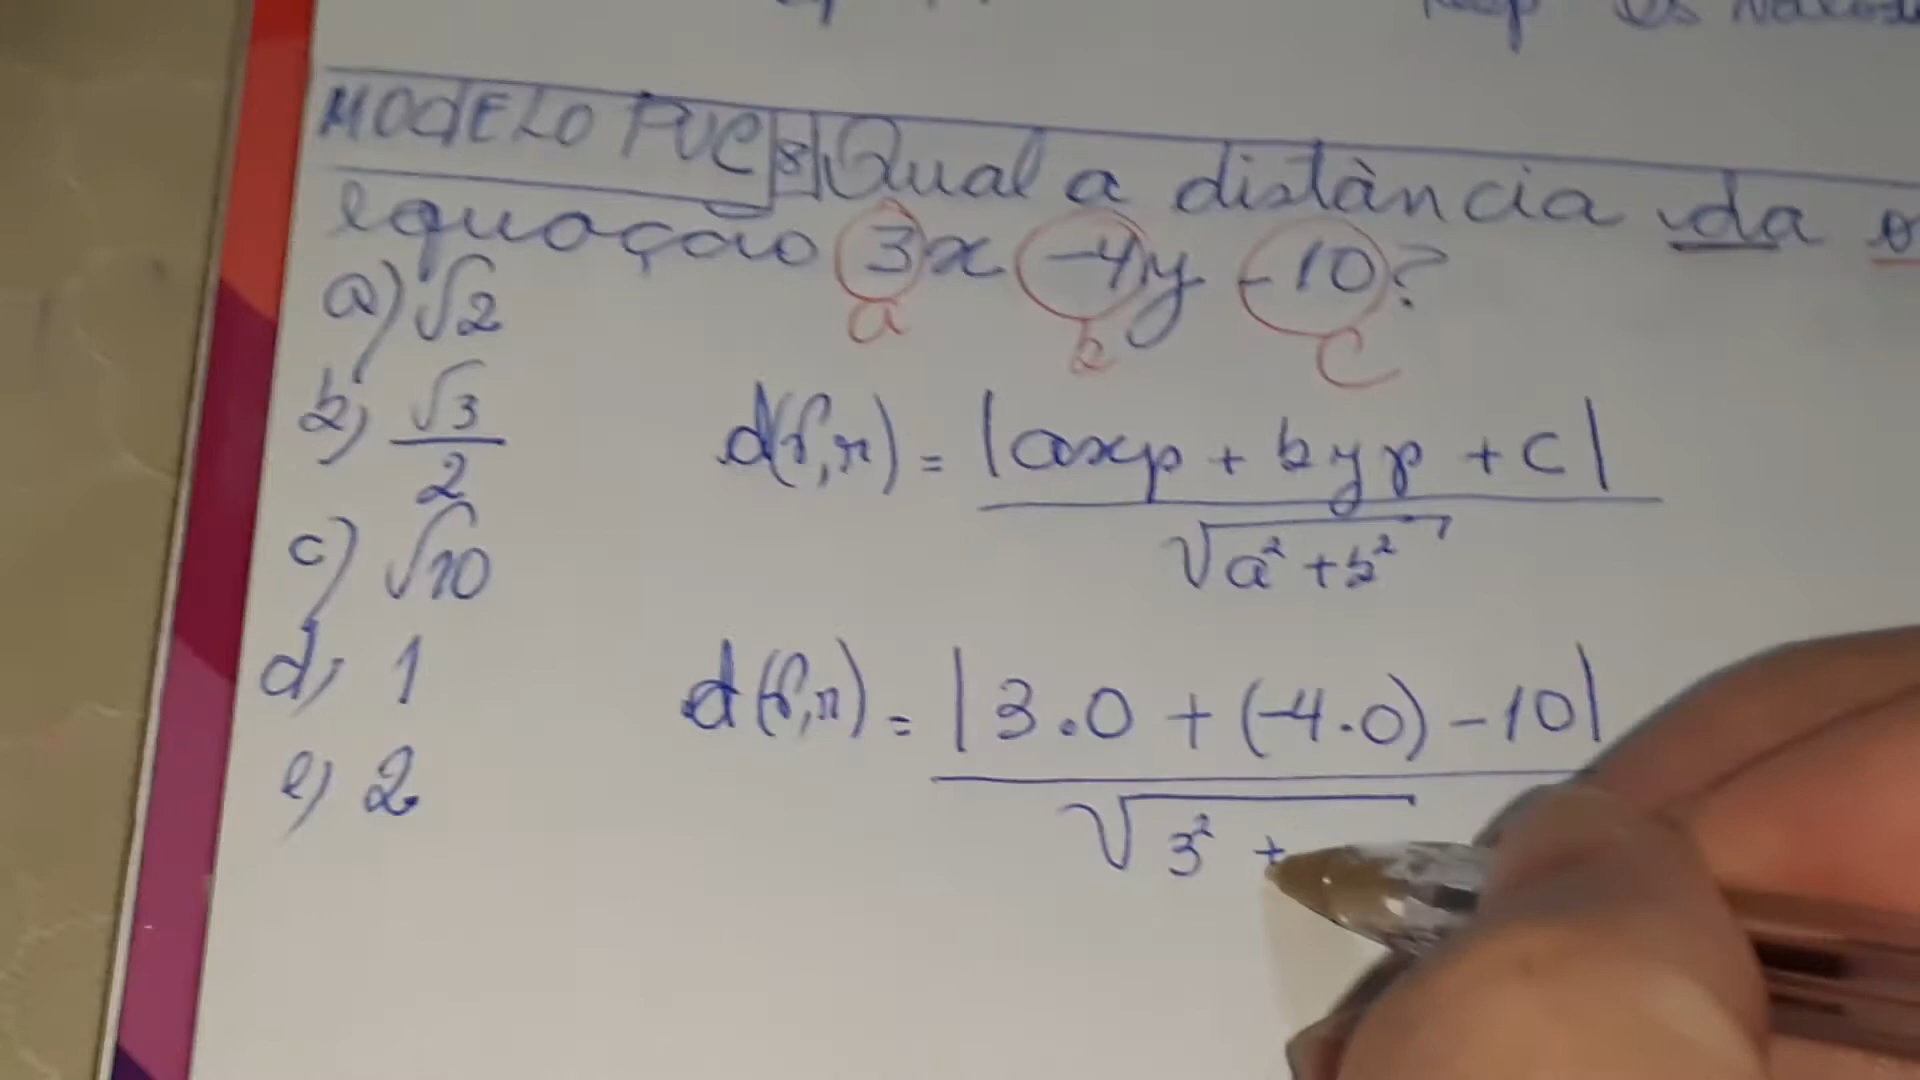 MODELO PUC Qual a distância da
equação 3x -4y -10?
a b c
a) √2
b) √3/2
c) √10
d) 1
e) 2
d(P,r) = |axp + byp + c|
√a² + b²
d(P,r) = |3.0 + (-4.0) - 10|
√3² +